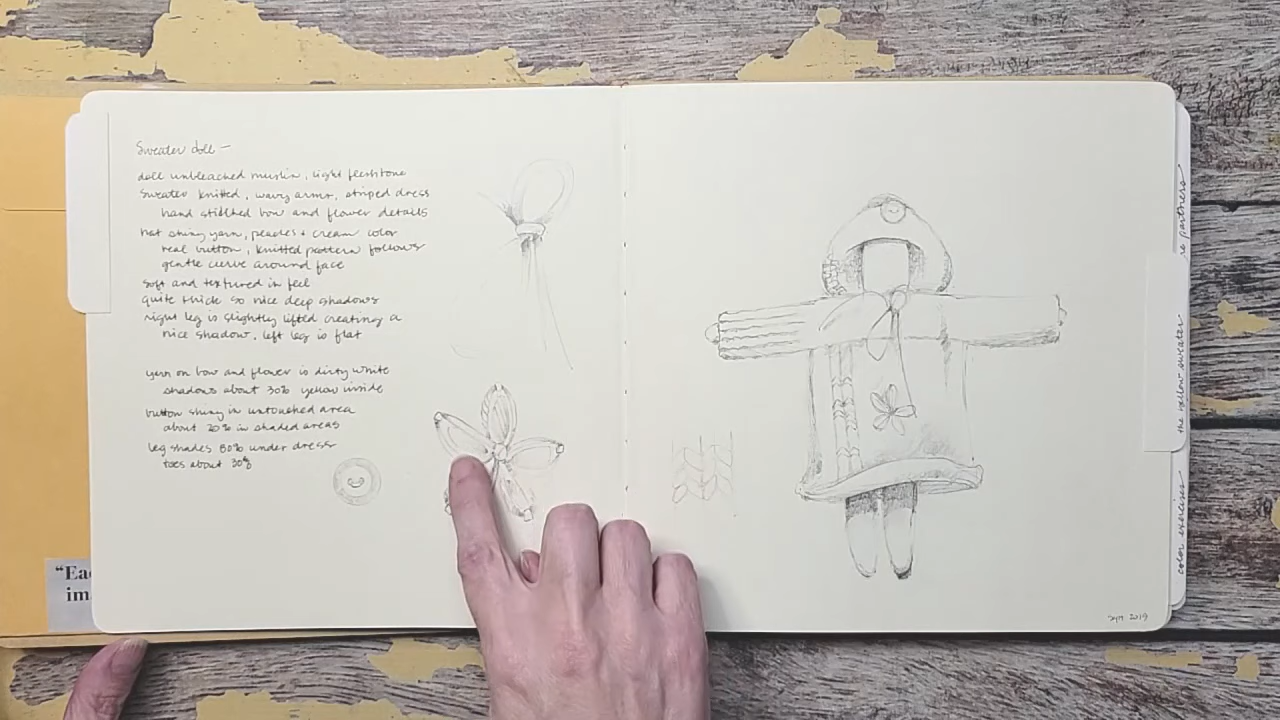 Sweater doll —
doll unbleached muslin, light fleshtone
sweater knitted, wavy arms, striped dress
hand stitched bow and flower details
hat shiny yarn, peaches + cream color
real button, knitted pattern follows
gentle curve around face
soft and textured in feel
quite thick so nice deep shadows
right leg is slightly lifted creating a
nice shadow, left leg is flat
yarn on bow and flower is dirty white
shadows about 30% yellow inside
button shiny in untouched area
about 20% in shaded areas
leg shades 80% under dress
toes about 30%
"Ea
im
partners
the yellow sweater
color exercises
2019